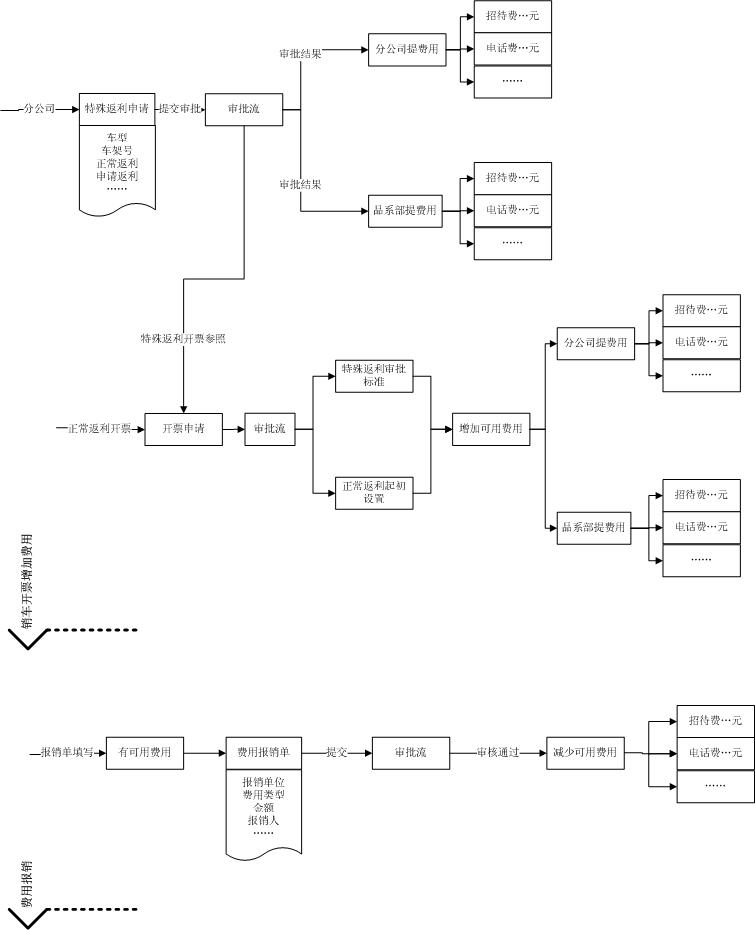 招待费…元
审批结果
分公司提费用
电话费…元
……
分公司
特殊返利申请
提交审批
审批流
车型
车架号
正常返利
申请返利
……
审批结果
招待费…元
品系部提费用
电话费…元
……
特殊返利开票参照
招待费…元
分公司提费用
电话费…元
……
特殊返利审批
标准
正常返利开票
开票申请
审批流
增加可用费用
正常返利起初
设置
招待费…元
品系部提费用
电话费…元
……
销车开票增加费用
招待费…元
报销单填写
有可用费用
费用报销单
提交
审批流
审核通过
减少可用费用
电话费…元
……
报销单位
费用类型
金额
报销人
……
费用报销